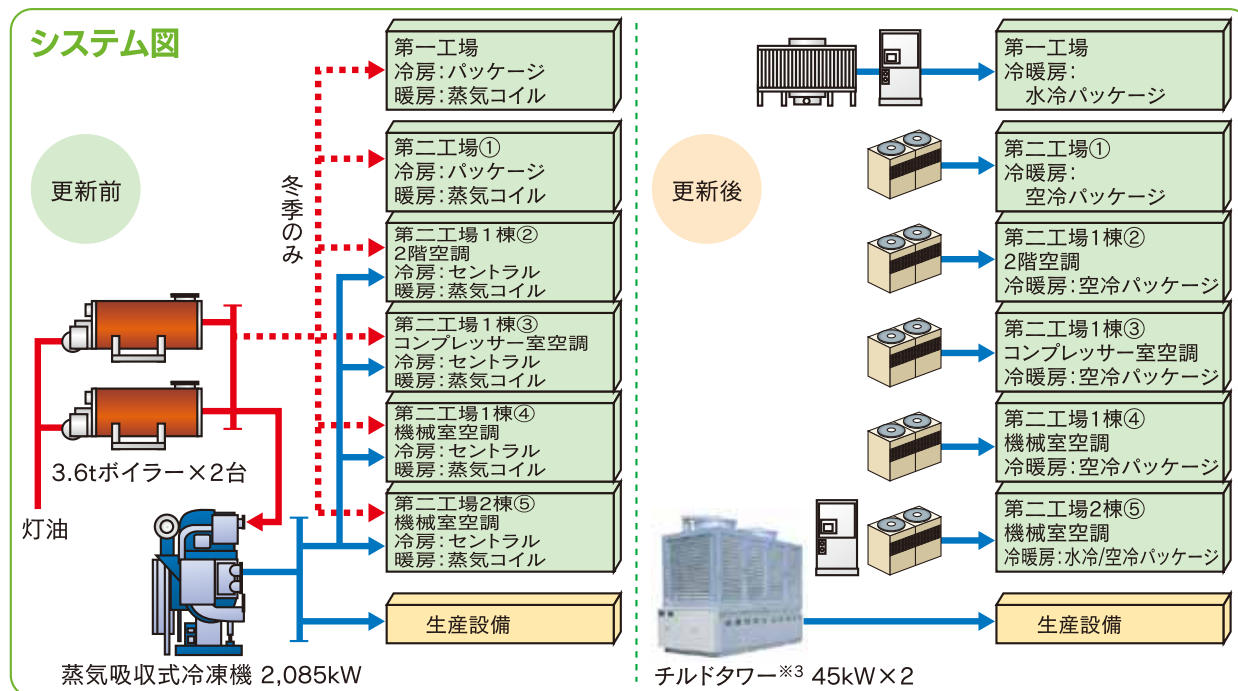 システム図
更新前
冬季のみ
第一工場
冷房：パッケージ
暖房：蒸気コイル
第二工場①
冷房：パッケージ
暖房：蒸気コイル
第二工場1棟②
2階空調
冷房：セントラル
暖房：蒸気コイル
第二工場1棟③
コンプレッサー室空調
冷房：セントラル
暖房：蒸気コイル
第二工場1棟④
機械室空調
冷房：セントラル
暖房：蒸気コイル
第二工場2棟⑤
機械室空調
冷房：セントラル
暖房：蒸気コイル
生産設備
3.6tボイラー×2台
灯油
蒸気吸収式冷凍機 2,085kW
更新後
第一工場
冷暖房：
水冷パッケージ
第二工場①
冷暖房：
空冷パッケージ
第二工場1棟②
2階空調
冷暖房：空冷パッケージ
第二工場1棟③
コンプレッサー室空調
冷暖房：空冷パッケージ
第二工場1棟④
機械室空調
冷暖房：空冷パッケージ
第二工場2棟⑤
機械室空調
冷暖房：水冷/空冷パッケージ
生産設備
チルドタワー※3 45kW×2